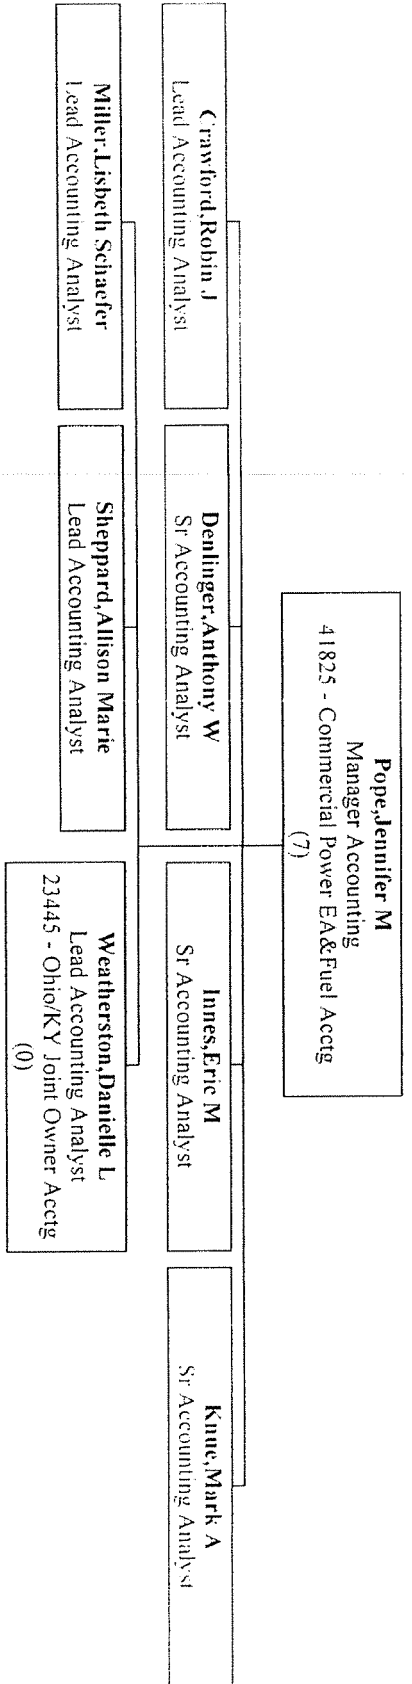 Pope,Jennifer M
Manager Accounting
41825 - Commercial Power EA&Fuel Acctg
(7)
Crawford,Robin J
Lead Accounting Analyst
Denlinger,Anthony W
Sr Accounting Analyst
Innes,Eric M
Sr Accounting Analyst
Knue,Mark A
Sr Accounting Analyst
Miller,Lisbeth Schaefer
Lead Accounting Analyst
Sheppard,Allison Marie
Lead Accounting Analyst
Weatherston,Danielle L
Lead Accounting Analyst
23445 - Ohio/KY Joint Owner Acctg
(0)